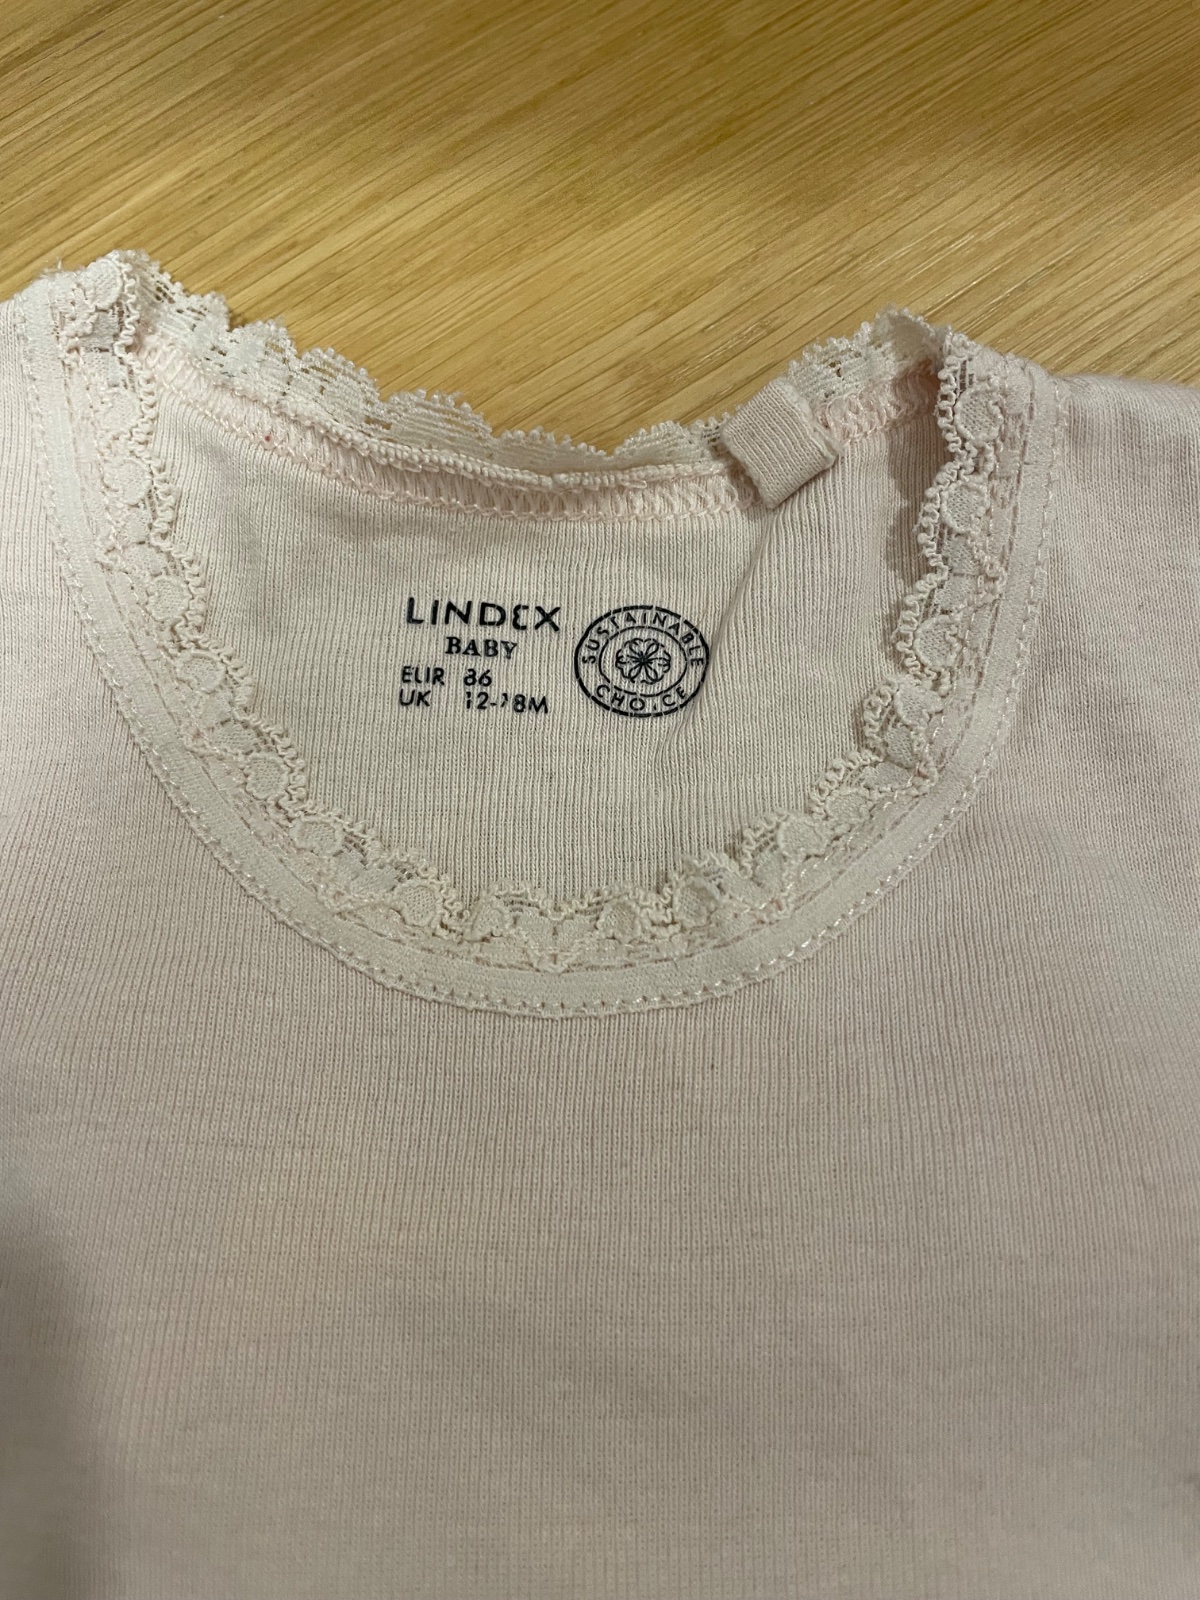 LINDEX
BABY
EUR 86
UK 12-18M
SUSTAINABLE
CHOICE